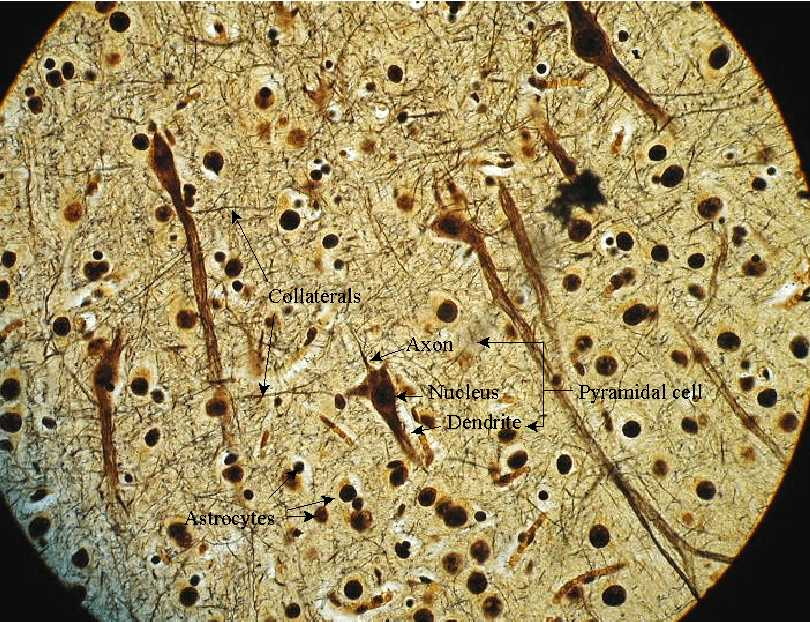 Collaterals
Axon
Nucleus
Pyramidal cell
Dendrite
Astrocytes